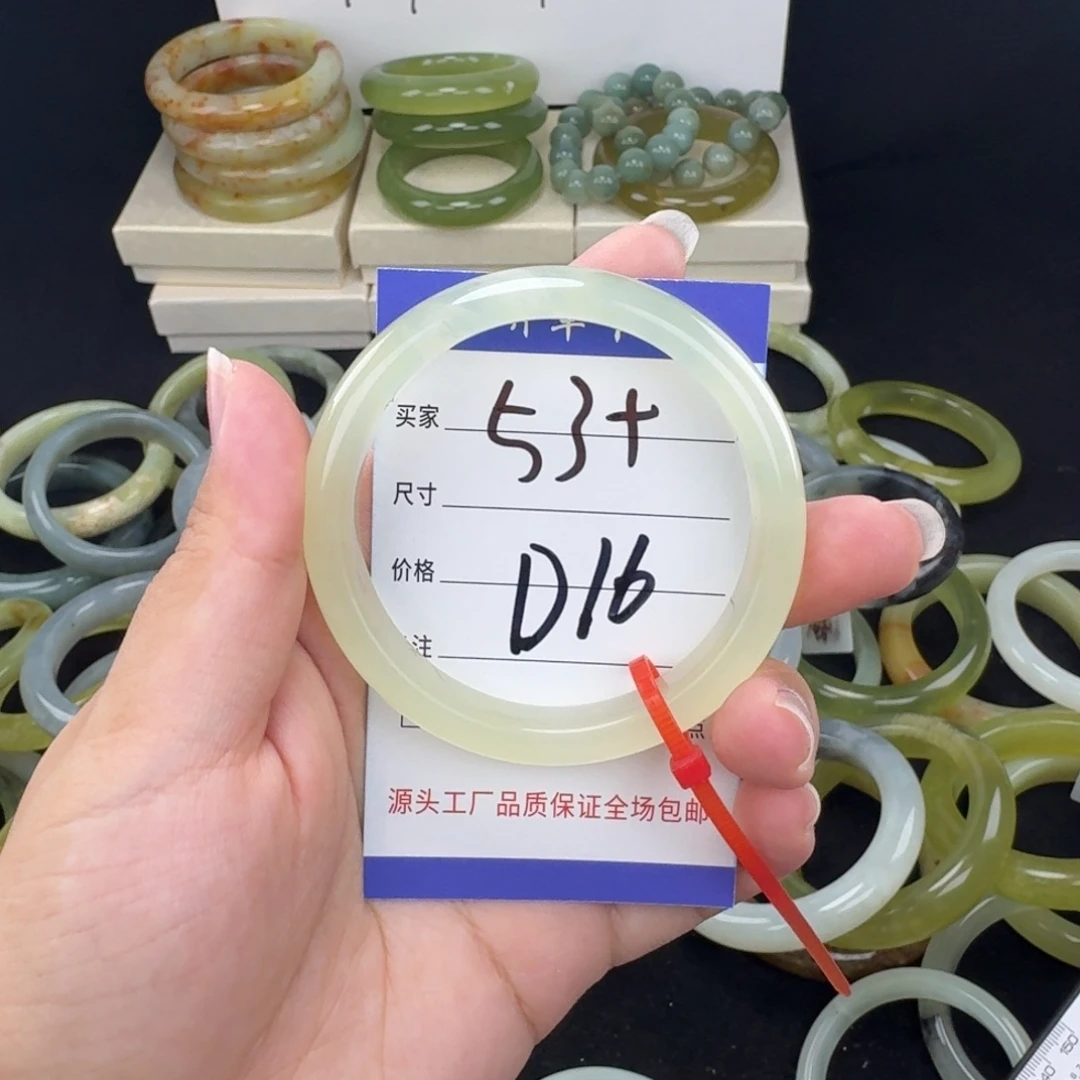 买家 53+
尺寸
价格 D16
注
源头工厂品质保证全场包邮